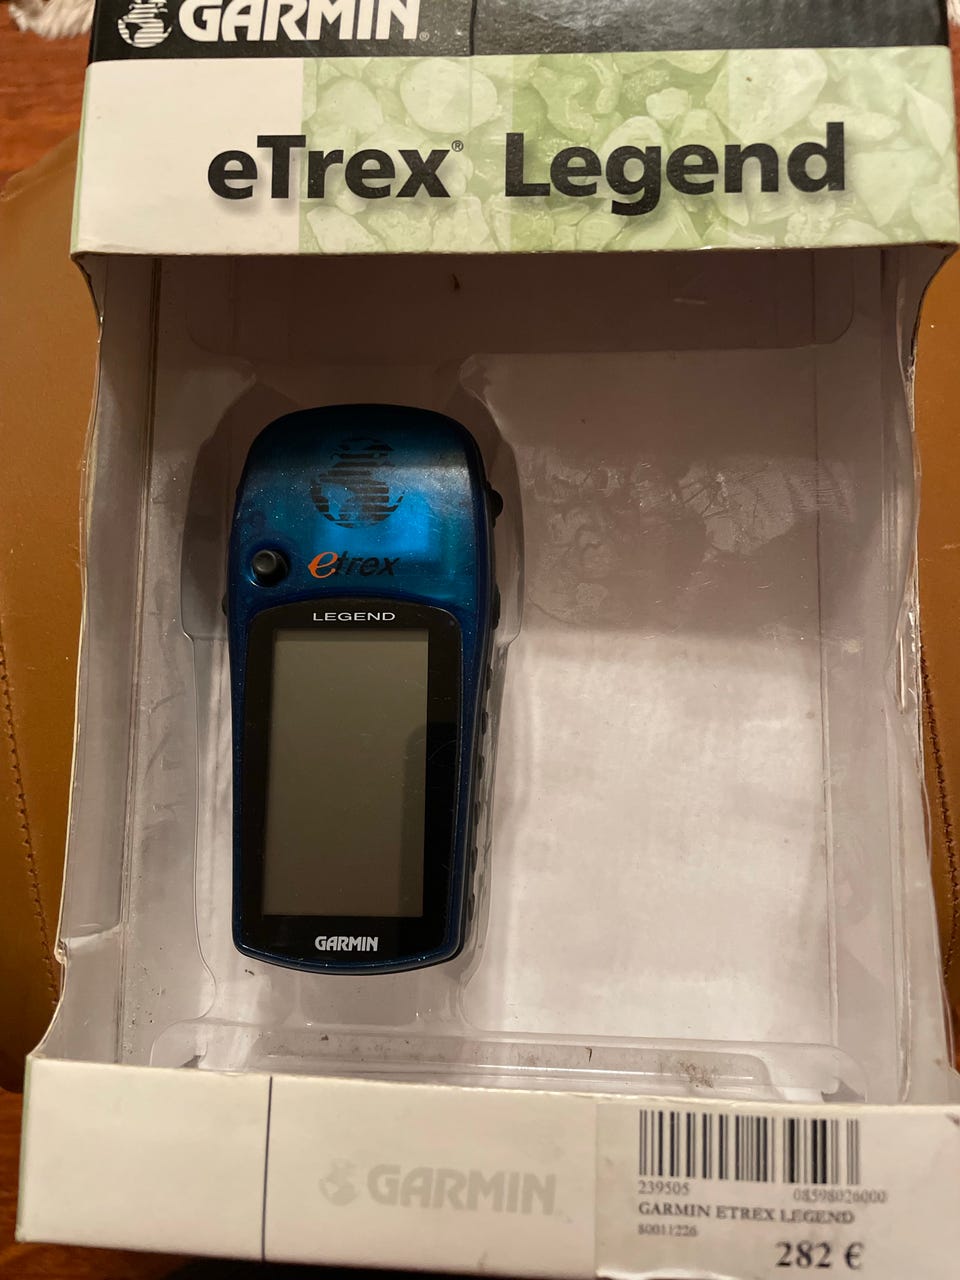 GARMIN®
eTrex® Legend
etrex
LEGEND
GARMIN
GARMIN
239505 08598026000
GARMIN ETREX LEGEND
80011226
282 €